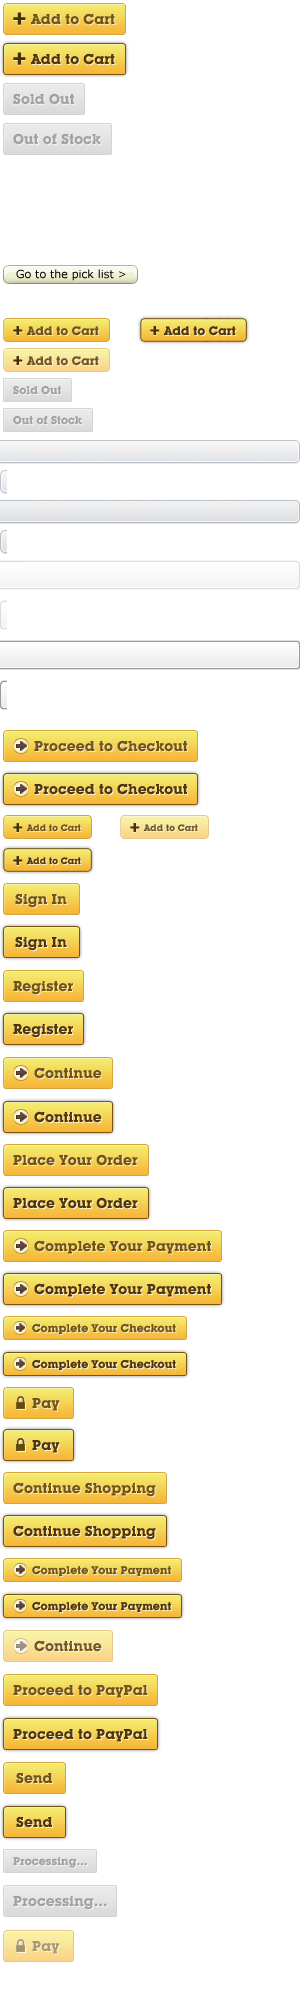 Add to Cart
Add to Cart
Sold Out
Out of Stock
Go to the pick list >
Add to Cart Add to Cart
Add to Cart
Sold Out
Out of Stock
Proceed to Checkout
Proceed to Checkout
Add to Cart Add to Cart
Add to Cart
Sign In
Sign In
Register
Register
Continue
Continue
Place Your Order
Place Your Order
Complete Your Payment
Complete Your Payment
Complete Your Checkout
Complete Your Checkout
Pay
Pay
Continue Shopping
Continue Shopping
Complete Your Payment
Complete Your Payment
Continue
Proceed to PayPal
Proceed to PayPal
Send
Send
Processing...
Processing...
Pay